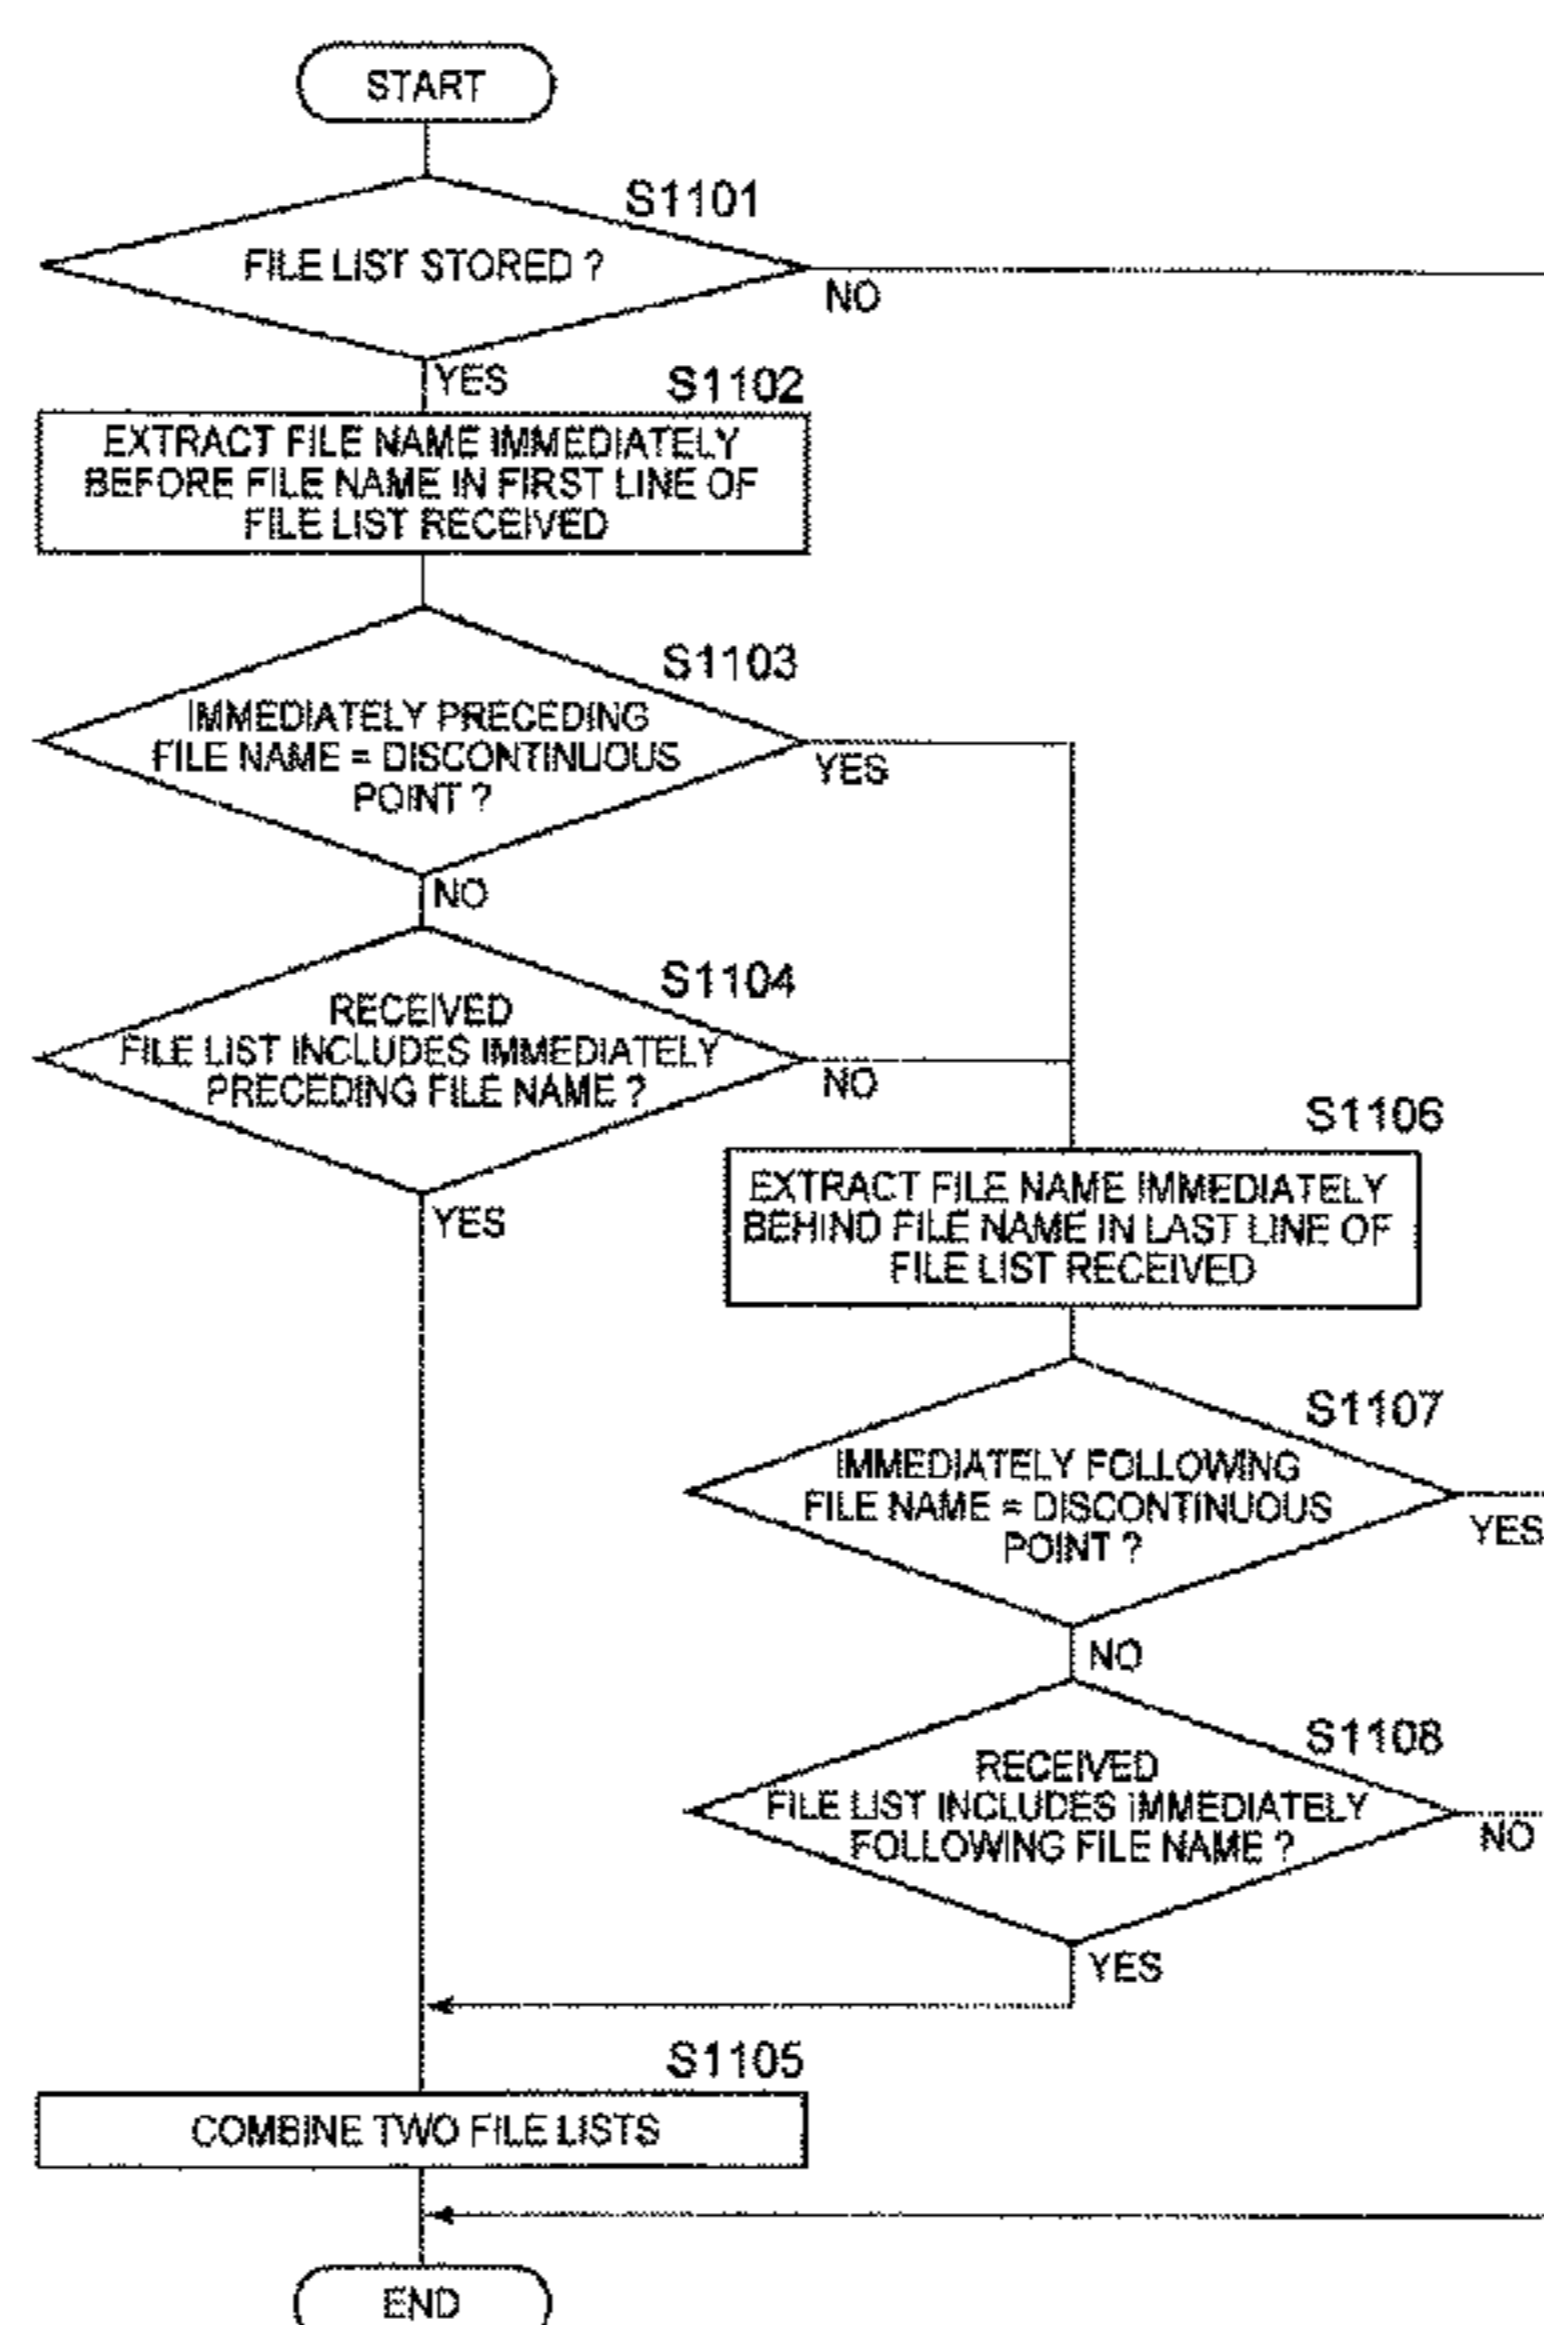 START
S1101
FILE LIST STORED ?
NO
YES
S1102
EXTRACT FILE NAME IMMEDIATELY
BEFORE FILE NAME IN FIRST LINE OF
FILE LIST RECEIVED
S1103
IMMEDIATELY PRECEDING
FILE NAME = DISCONTINUOUS
POINT ?
YES
NO
S1104
RECEIVED
FILE LIST INCLUDES IMMEDIATELY
PRECEDING FILE NAME ?
NO
YES
S1106
EXTRACT FILE NAME IMMEDIATELY
BEHIND FILE NAME IN LAST LINE OF
FILE LIST RECEIVED
S1107
IMMEDIATELY FOLLOWING
FILE NAME = DISCONTINUOUS
POINT ?
YES
NO
S1108
RECEIVED
FILE LIST INCLUDES IMMEDIATELY
FOLLOWING FILE NAME ?
NO
YES
S1105
COMBINE TWO FILE LISTS
END